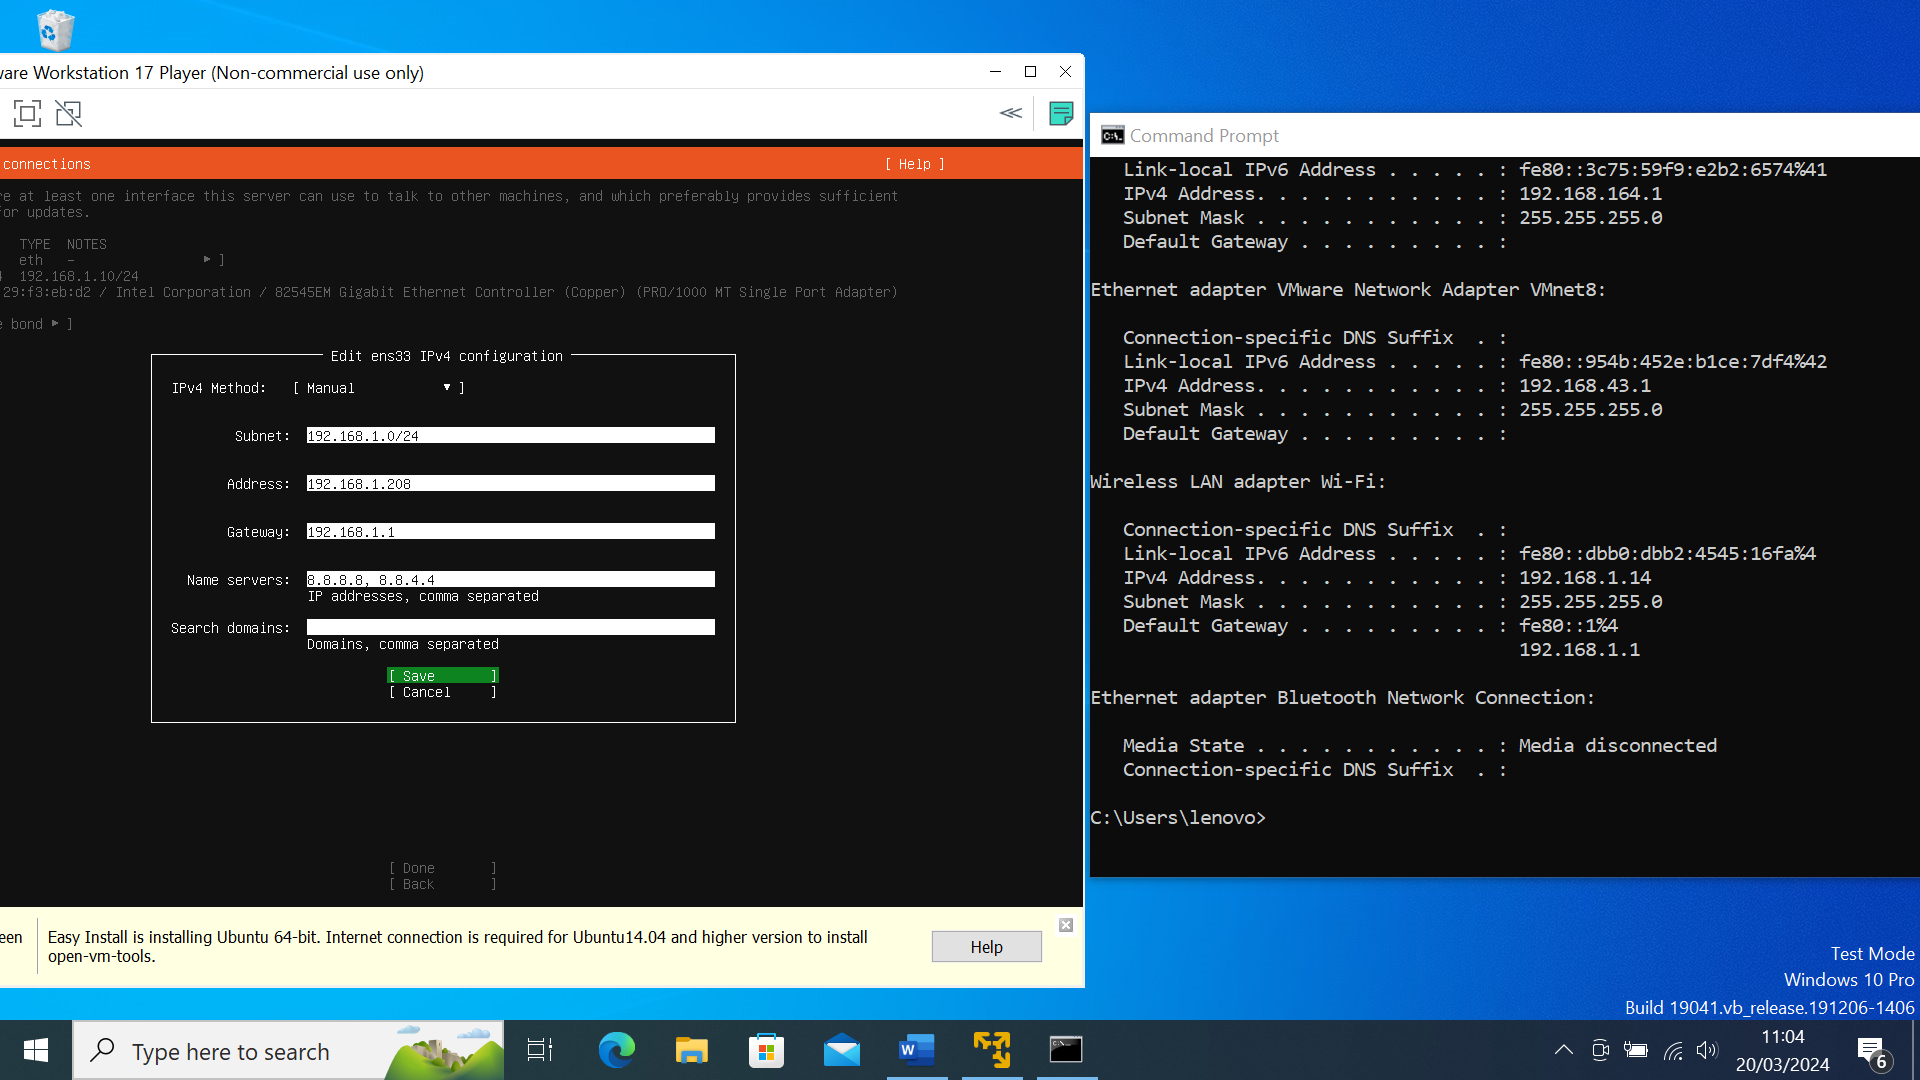 ware Workstation 17 Player (Non-commercial use only)
connections [ Help ]
re at least one interface this server can use to talk to other machines, and which preferably provides sufficient
for updates.
TYPE NOTES
eth - ▸ ]
4 192.168.1.10/24
29:f3:eb:d2 / Intel Corporation / 82545EM Gigabit Ethernet Controller (Copper) (PRO/1000 MT Single Port Adapter)
e bond ▸ ]
Edit ens33 IPv4 configuration
IPv4 Method: [ Manual ▾ ]
Subnet: 192.168.1.0/24
Address: 192.168.1.208
Gateway: 192.168.1.1
Name servers: 8.8.8.8, 8.8.4.4
IP addresses, comma separated
Search domains:
Domains, comma separated
[ Save ]
[ Cancel ]
[ Done ]
[ Back ]
een
Easy Install is installing Ubuntu 64-bit. Internet connection is required for Ubuntu14.04 and higher version to install
open-vm-tools.
Help
Command Prompt
Link-local IPv6 Address . . . . . : fe80::3c75:59f9:e2b2:6574%41
IPv4 Address. . . . . . . . . . . : 192.168.164.1
Subnet Mask . . . . . . . . . . . : 255.255.255.0
Default Gateway . . . . . . . . . :
Ethernet adapter VMware Network Adapter VMnet8:
Connection-specific DNS Suffix . :
Link-local IPv6 Address . . . . . : fe80::954b:452e:b1ce:7df4%42
IPv4 Address. . . . . . . . . . . : 192.168.43.1
Subnet Mask . . . . . . . . . . . : 255.255.255.0
Default Gateway . . . . . . . . . :
Wireless LAN adapter Wi-Fi:
Connection-specific DNS Suffix . :
Link-local IPv6 Address . . . . . : fe80::dbb0:dbb2:4545:16fa%4
IPv4 Address. . . . . . . . . . . : 192.168.1.14
Subnet Mask . . . . . . . . . . . : 255.255.255.0
Default Gateway . . . . . . . . . : fe80::1%4
192.168.1.1
Ethernet adapter Bluetooth Network Connection:
Media State . . . . . . . . . . . : Media disconnected
Connection-specific DNS Suffix . :
C:\Users\lenovo>
Test Mode
Windows 10 Pro
Build 19041.vb_release.191206-1406
Type here to search
11:04
20/03/2024
6